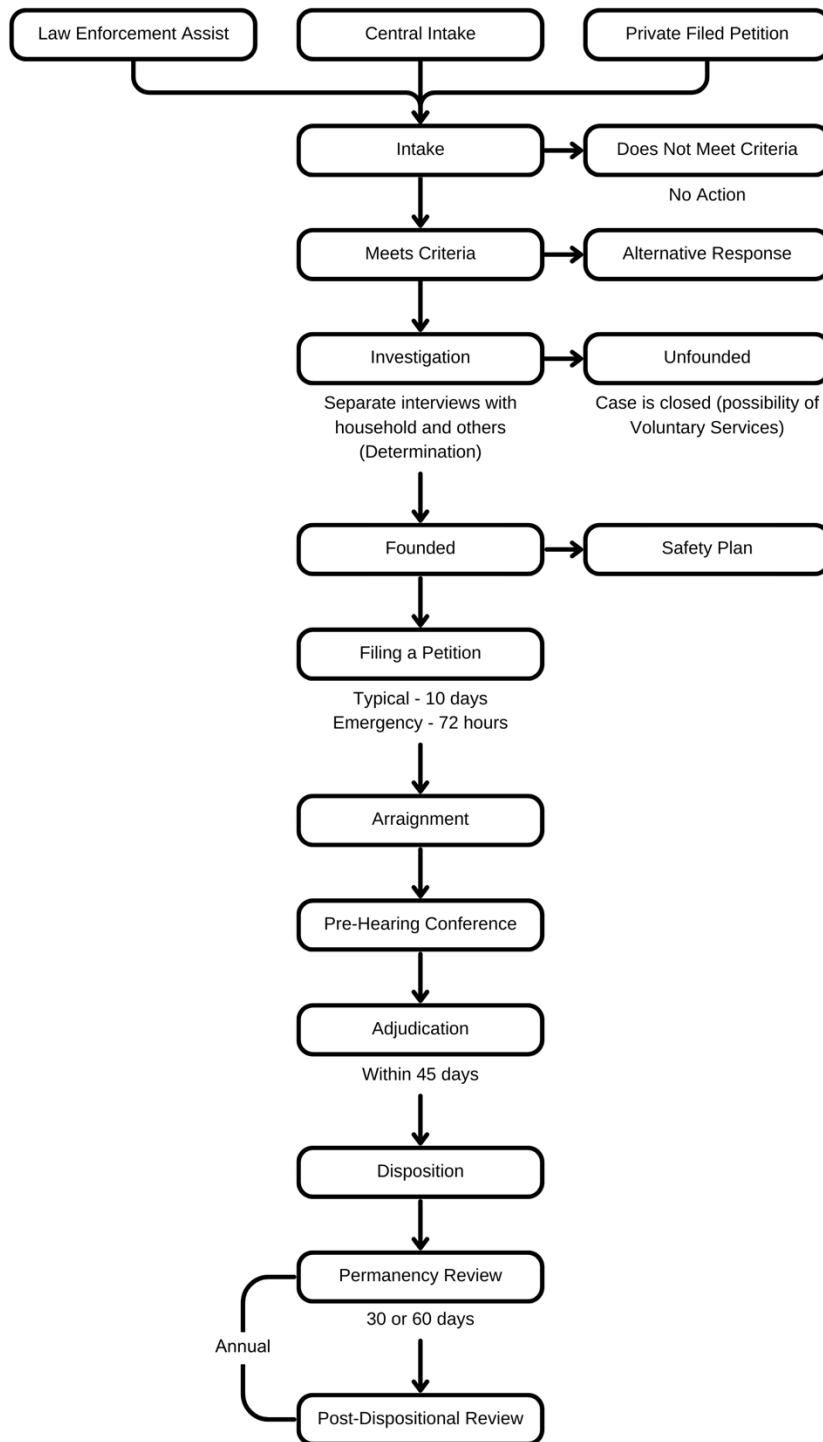 Law Enforcement Assist
Central Intake
Private Filed Petition
Intake
Does Not Meet Criteria
No Action
Meets Criteria
Alternative Response
Investigation
Unfounded
Separate interviews with
household and others
(Determination)
Case is closed (possibility of
Voluntary Services)
Founded
Safety Plan
Filing a Petition
Typical - 10 days
Emergency - 72 hours
Arraignment
Pre-Hearing Conference
Adjudication
Within 45 days
Disposition
Permanency Review
30 or 60 days
Annual
Post-Dispositional Review